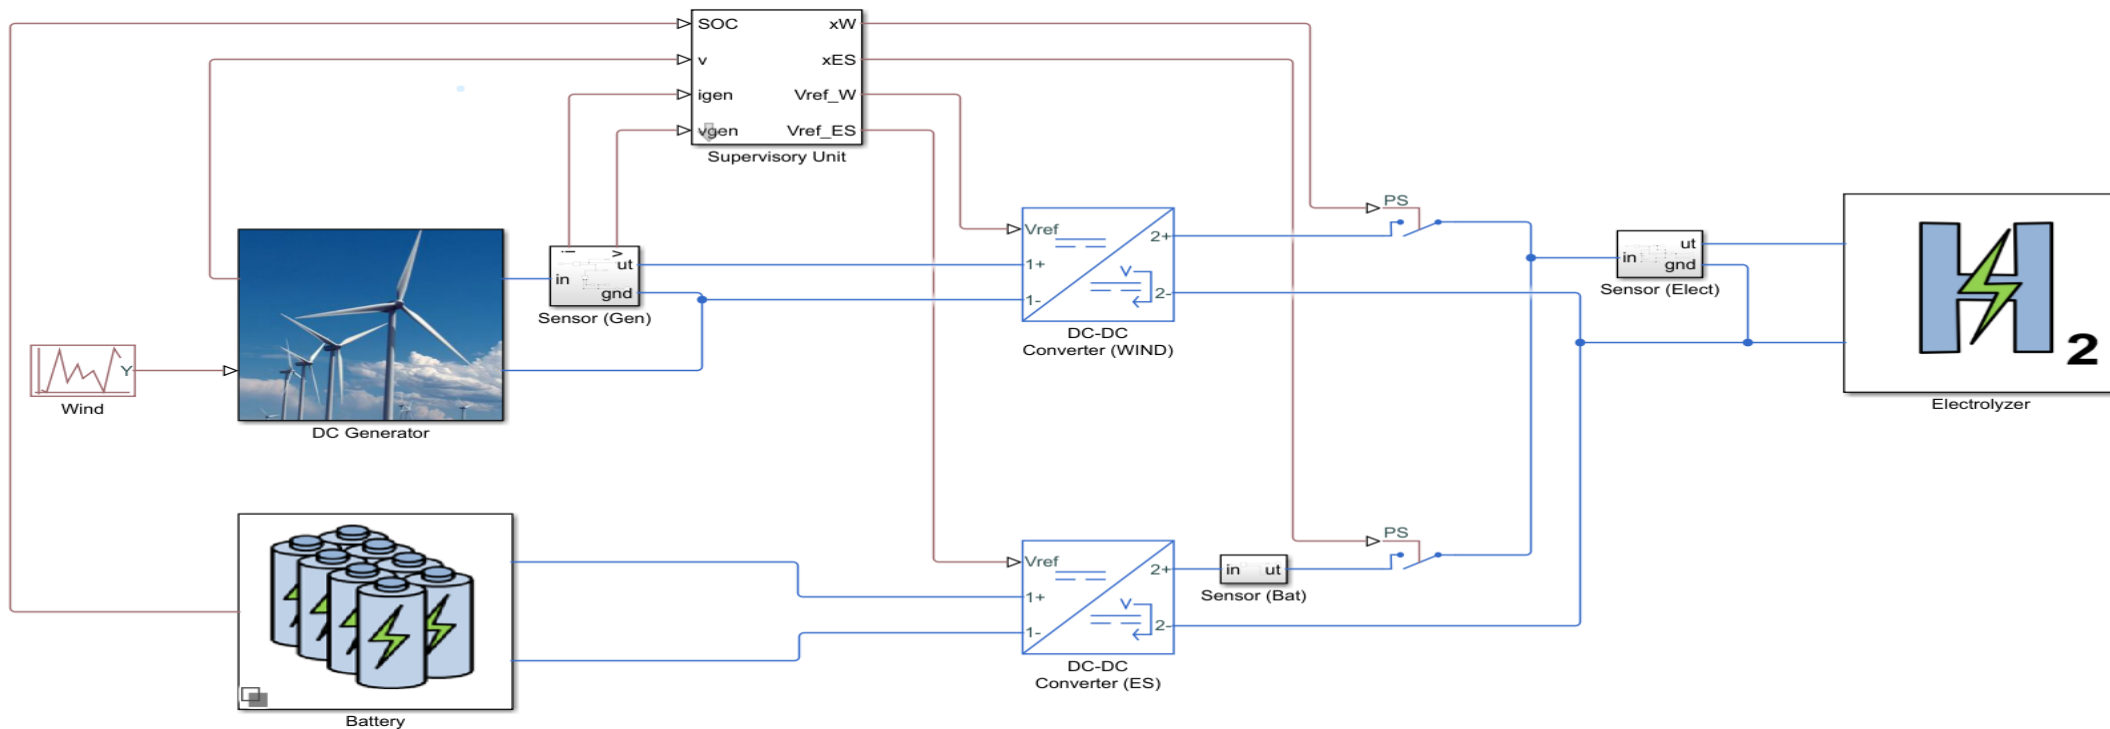 SOC
xW
v
xES
igen
Vref_W
vgen
Vref_ES
Supervisory Unit
PS
Vref
2+
1+
1-
V
2-
DC-DC
Converter (WIND)
in
V
ut
gnd
Sensor (Gen)
Y
Wind
DC Generator
in
ut
gnd
Sensor (Elect)
H
2
Electrolyzer
PS
Vref
2+
1+
1-
V
2-
DC-DC
Converter (ES)
in
ut
Sensor (Bat)
Battery